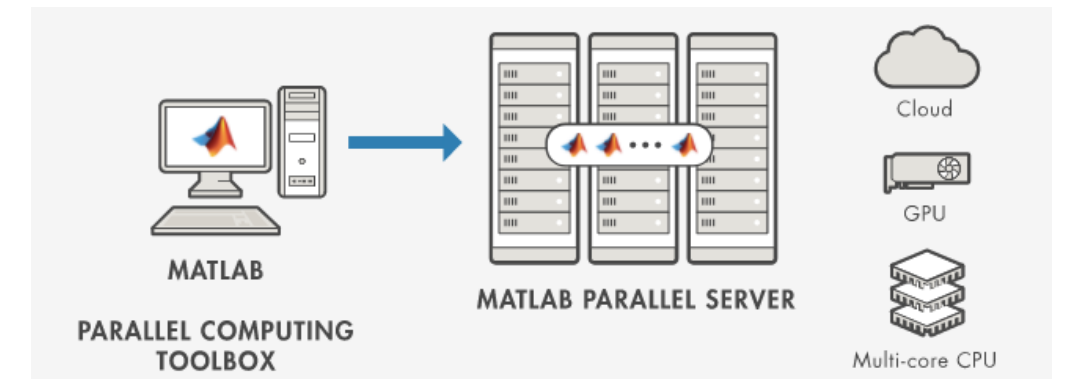 MATLAB
PARALLEL COMPUTING
TOOLBOX
MATLAB PARALLEL SERVER
Cloud
GPU
Multi-core CPU